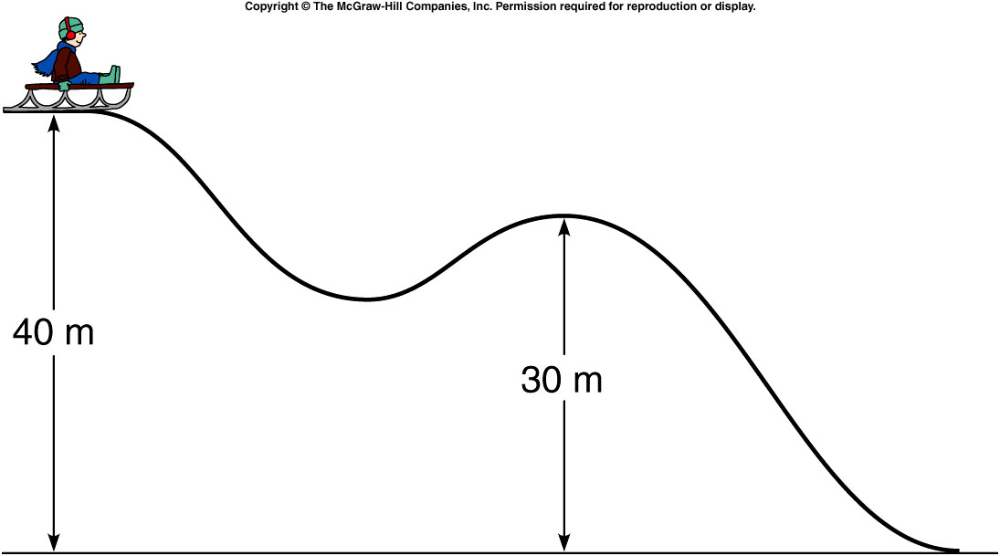 Copyright © The McGraw-Hill Companies, Inc. Permission required for reproduction or display.
40 m
30 m